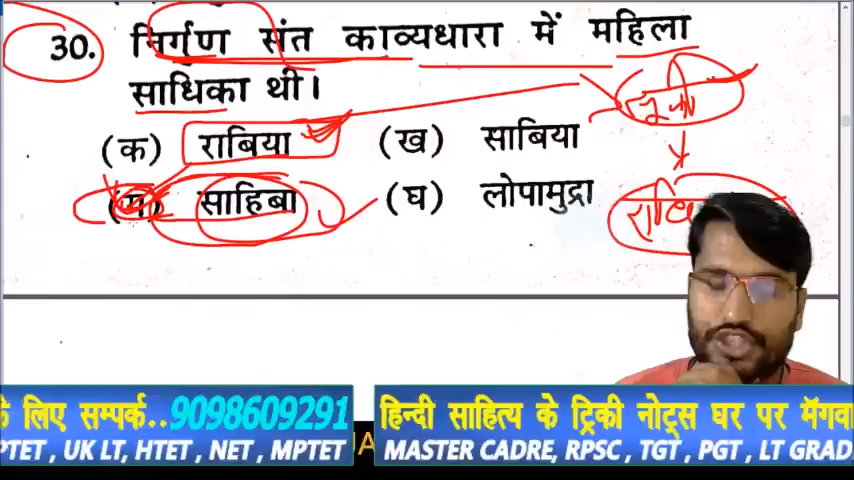 30. निर्गुण संत काव्यधारा में महिला
साधिका थी।
(क) राबिया (ख) साबिया
(ग) साहिबा (घ) लोपामुद्रा
सूफी
राबि
के लिए सम्पर्क..9098609291
हिन्दी साहित्य के ट्रिकी नोट्स घर पर मँगवा
PTET, UK LT, HTET, NET, MPTET
MASTER CADRE, RPSC, TGT, PGT, LT GRAD